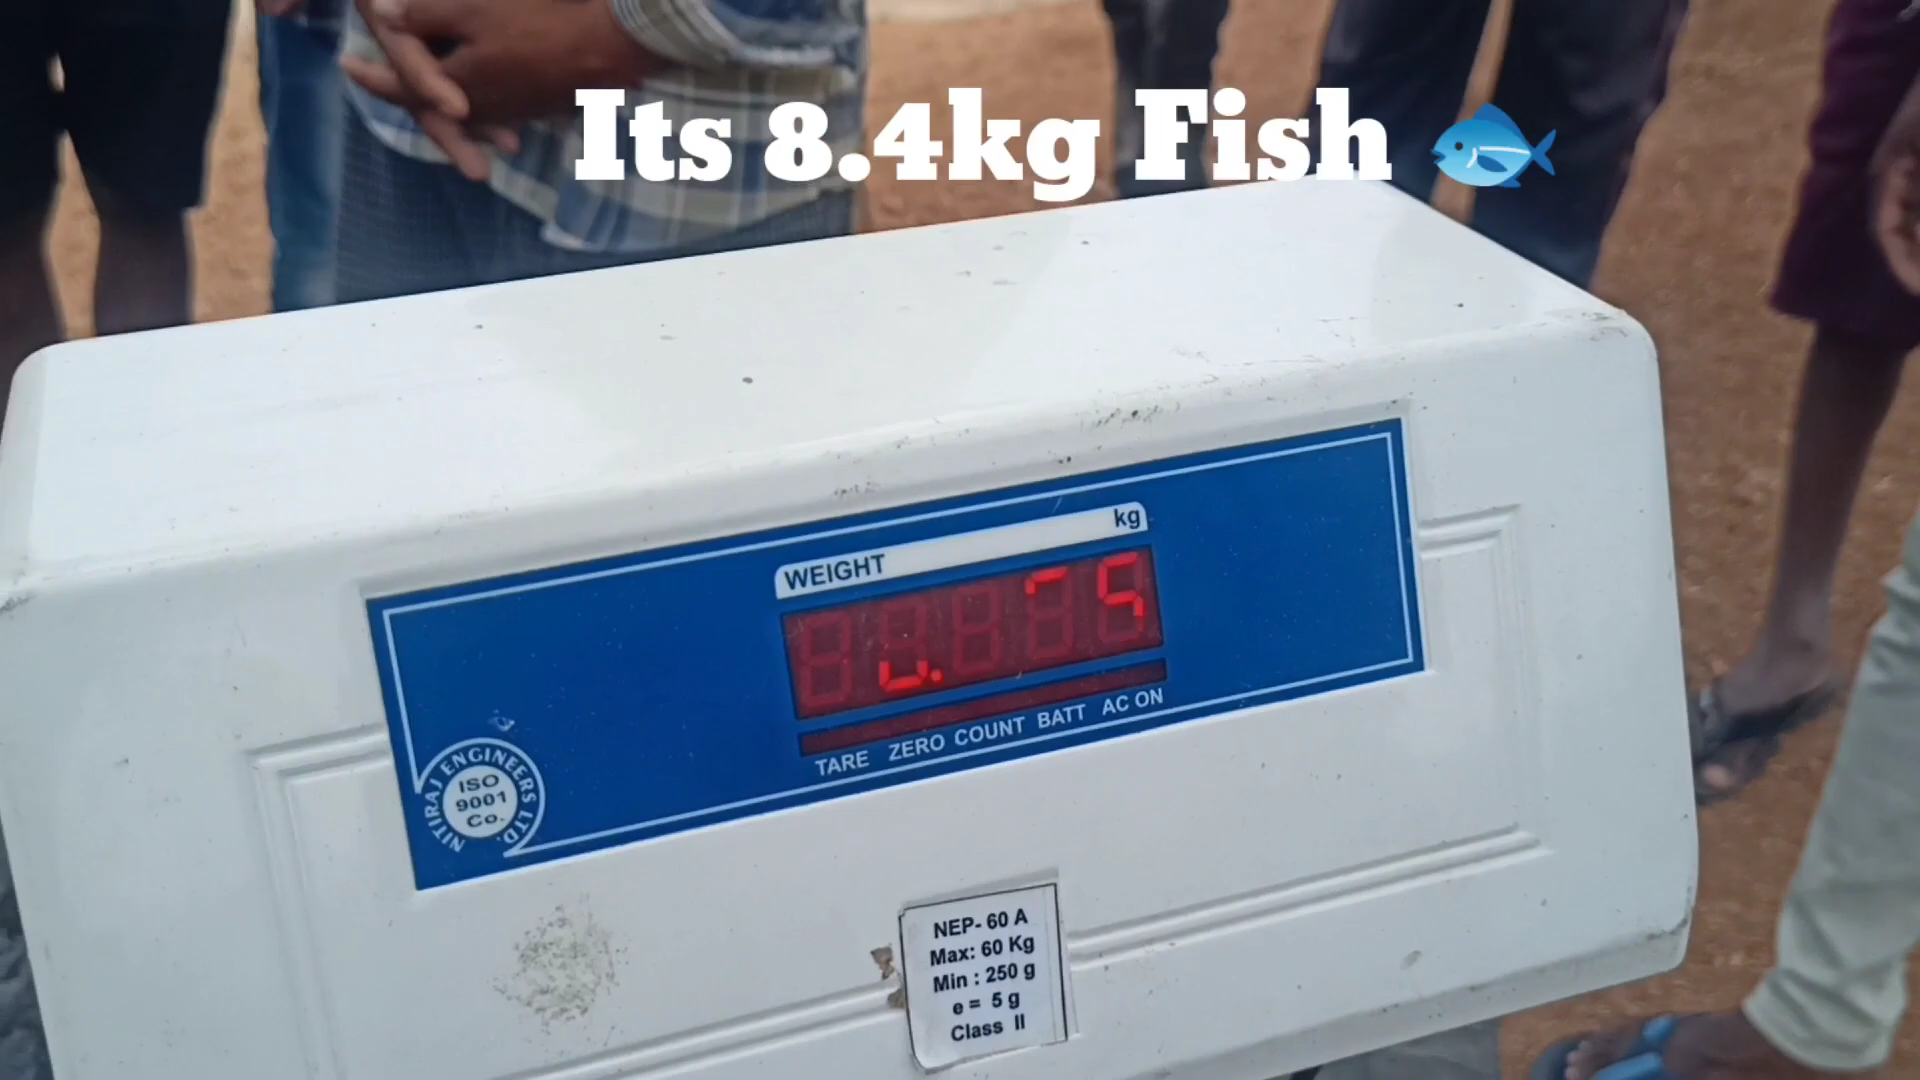 Its 8.4kg Fish 🐟
kg
WEIGHT
TARE ZERO COUNT BATT AC ON
NITIRAJ ENGINEERS LTD.
ISO
9001
Co.
NEP- 60 A
Max: 60 Kg
Min : 250 g
e = 5 g
Class II